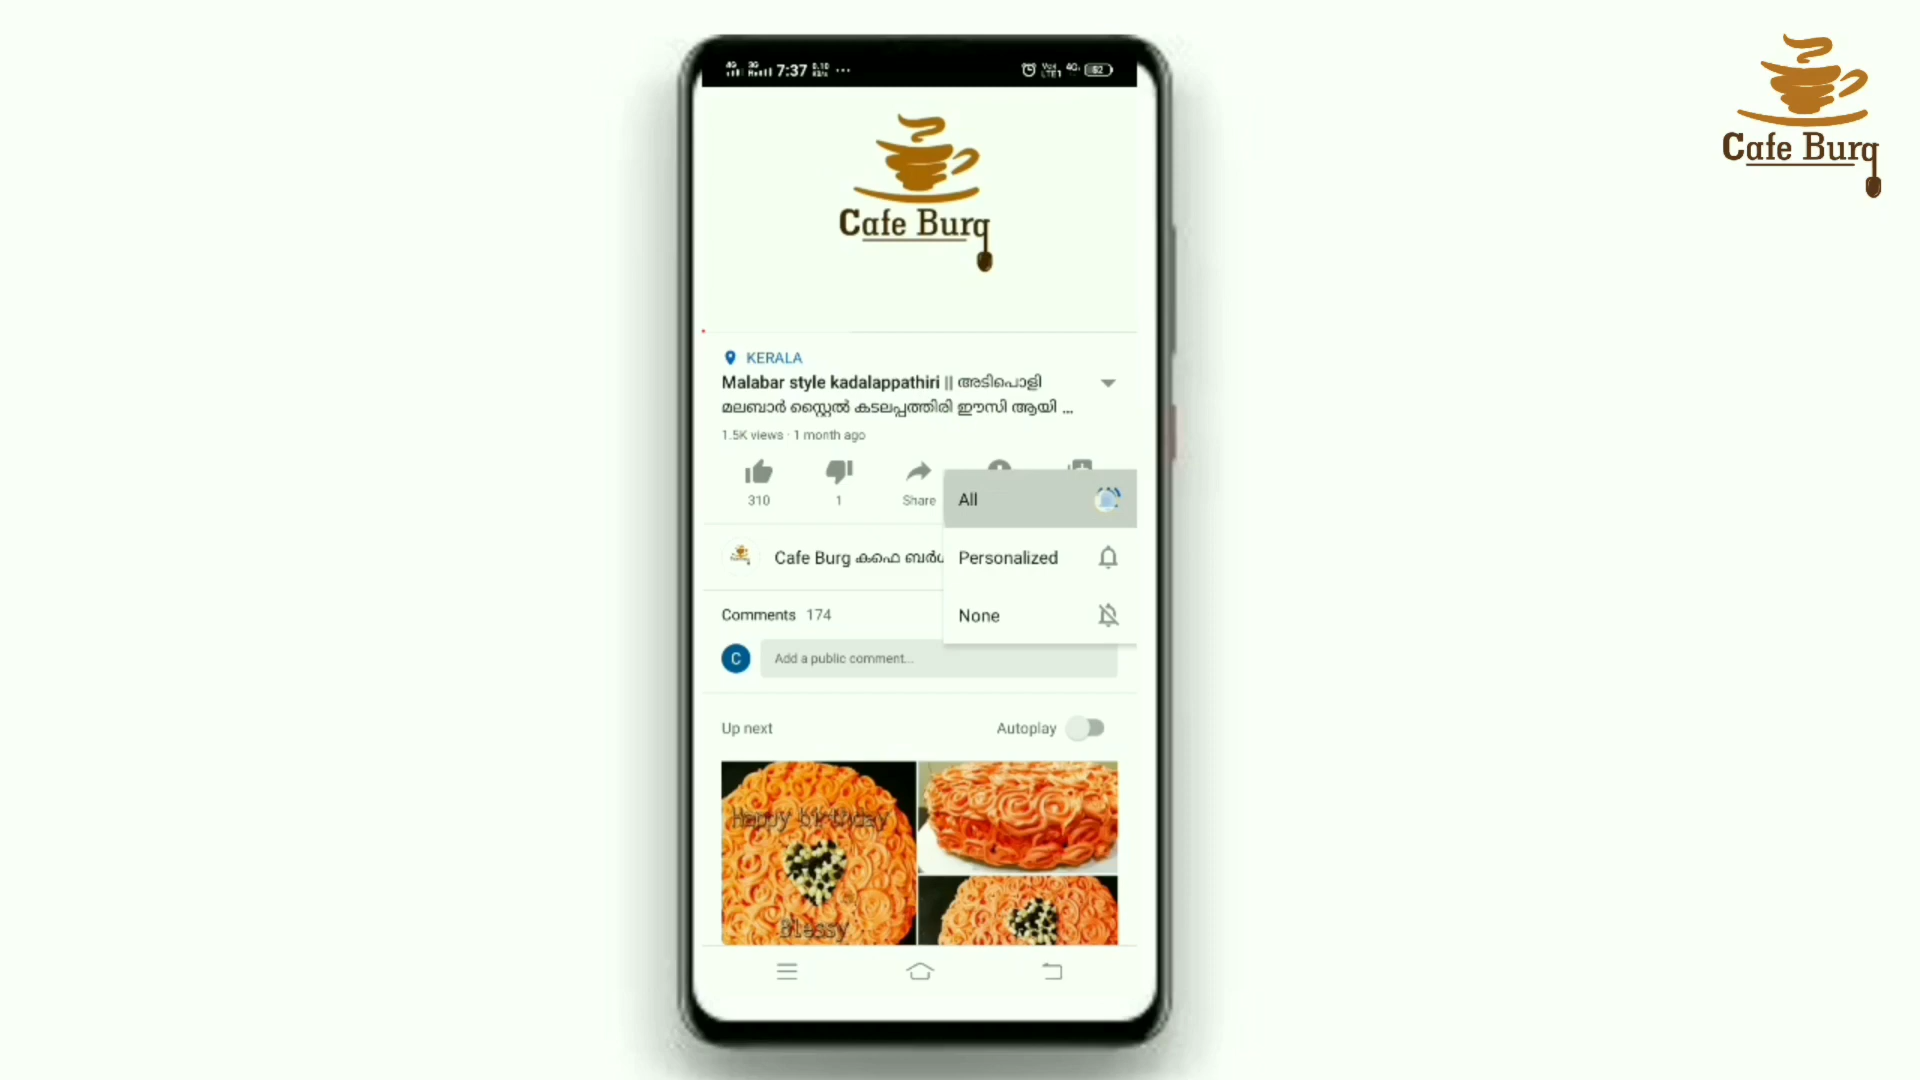 7:37
Cafe Burg
Cafe Burg
KERALA
Malabar style kadalappathiri || അടിപൊളി
മലബാർ സ്റ്റൈൽ കടലപ്പത്തിരി ഈസി ആയി ...
1.5K views · 1 month ago
310
1
Share
All
Cafe Burg കഫെ ബർഗ
Personalized
None
Comments 174
C
Add a public comment...
Up next
Autoplay
Happy birthday
Blessy